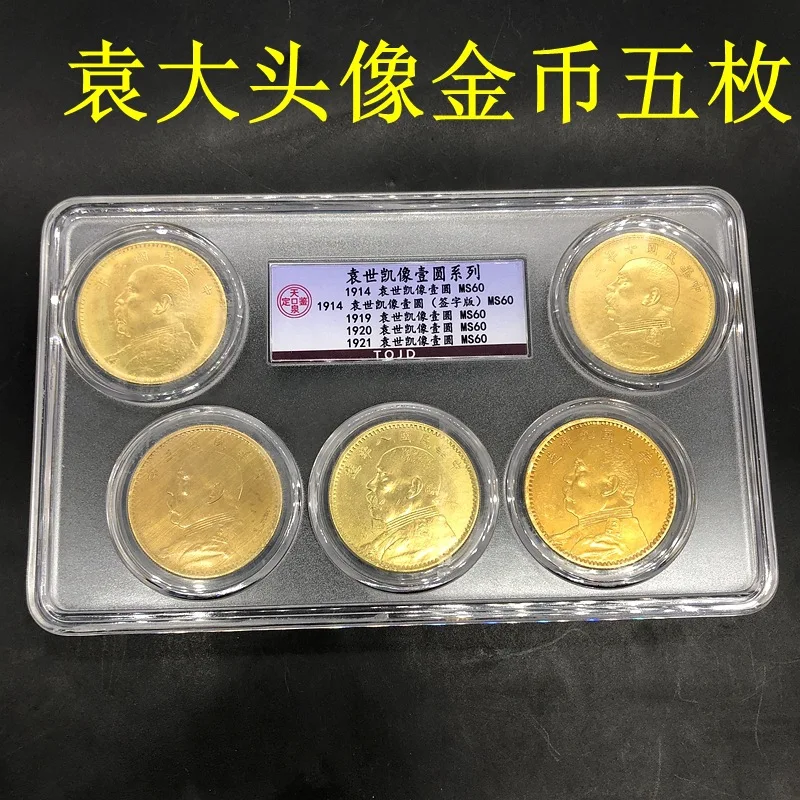 袁大头像金币五枚
袁世凯像壹圆系列
1914 袁世凯像壹圆 MS60
1914 袁世凯像壹圆 (签字版) MS60
1919 袁世凯像壹圆 MS60
1920 袁世凯像壹圆 MS60
1921 袁世凯像壹圆 MS60
TQJD